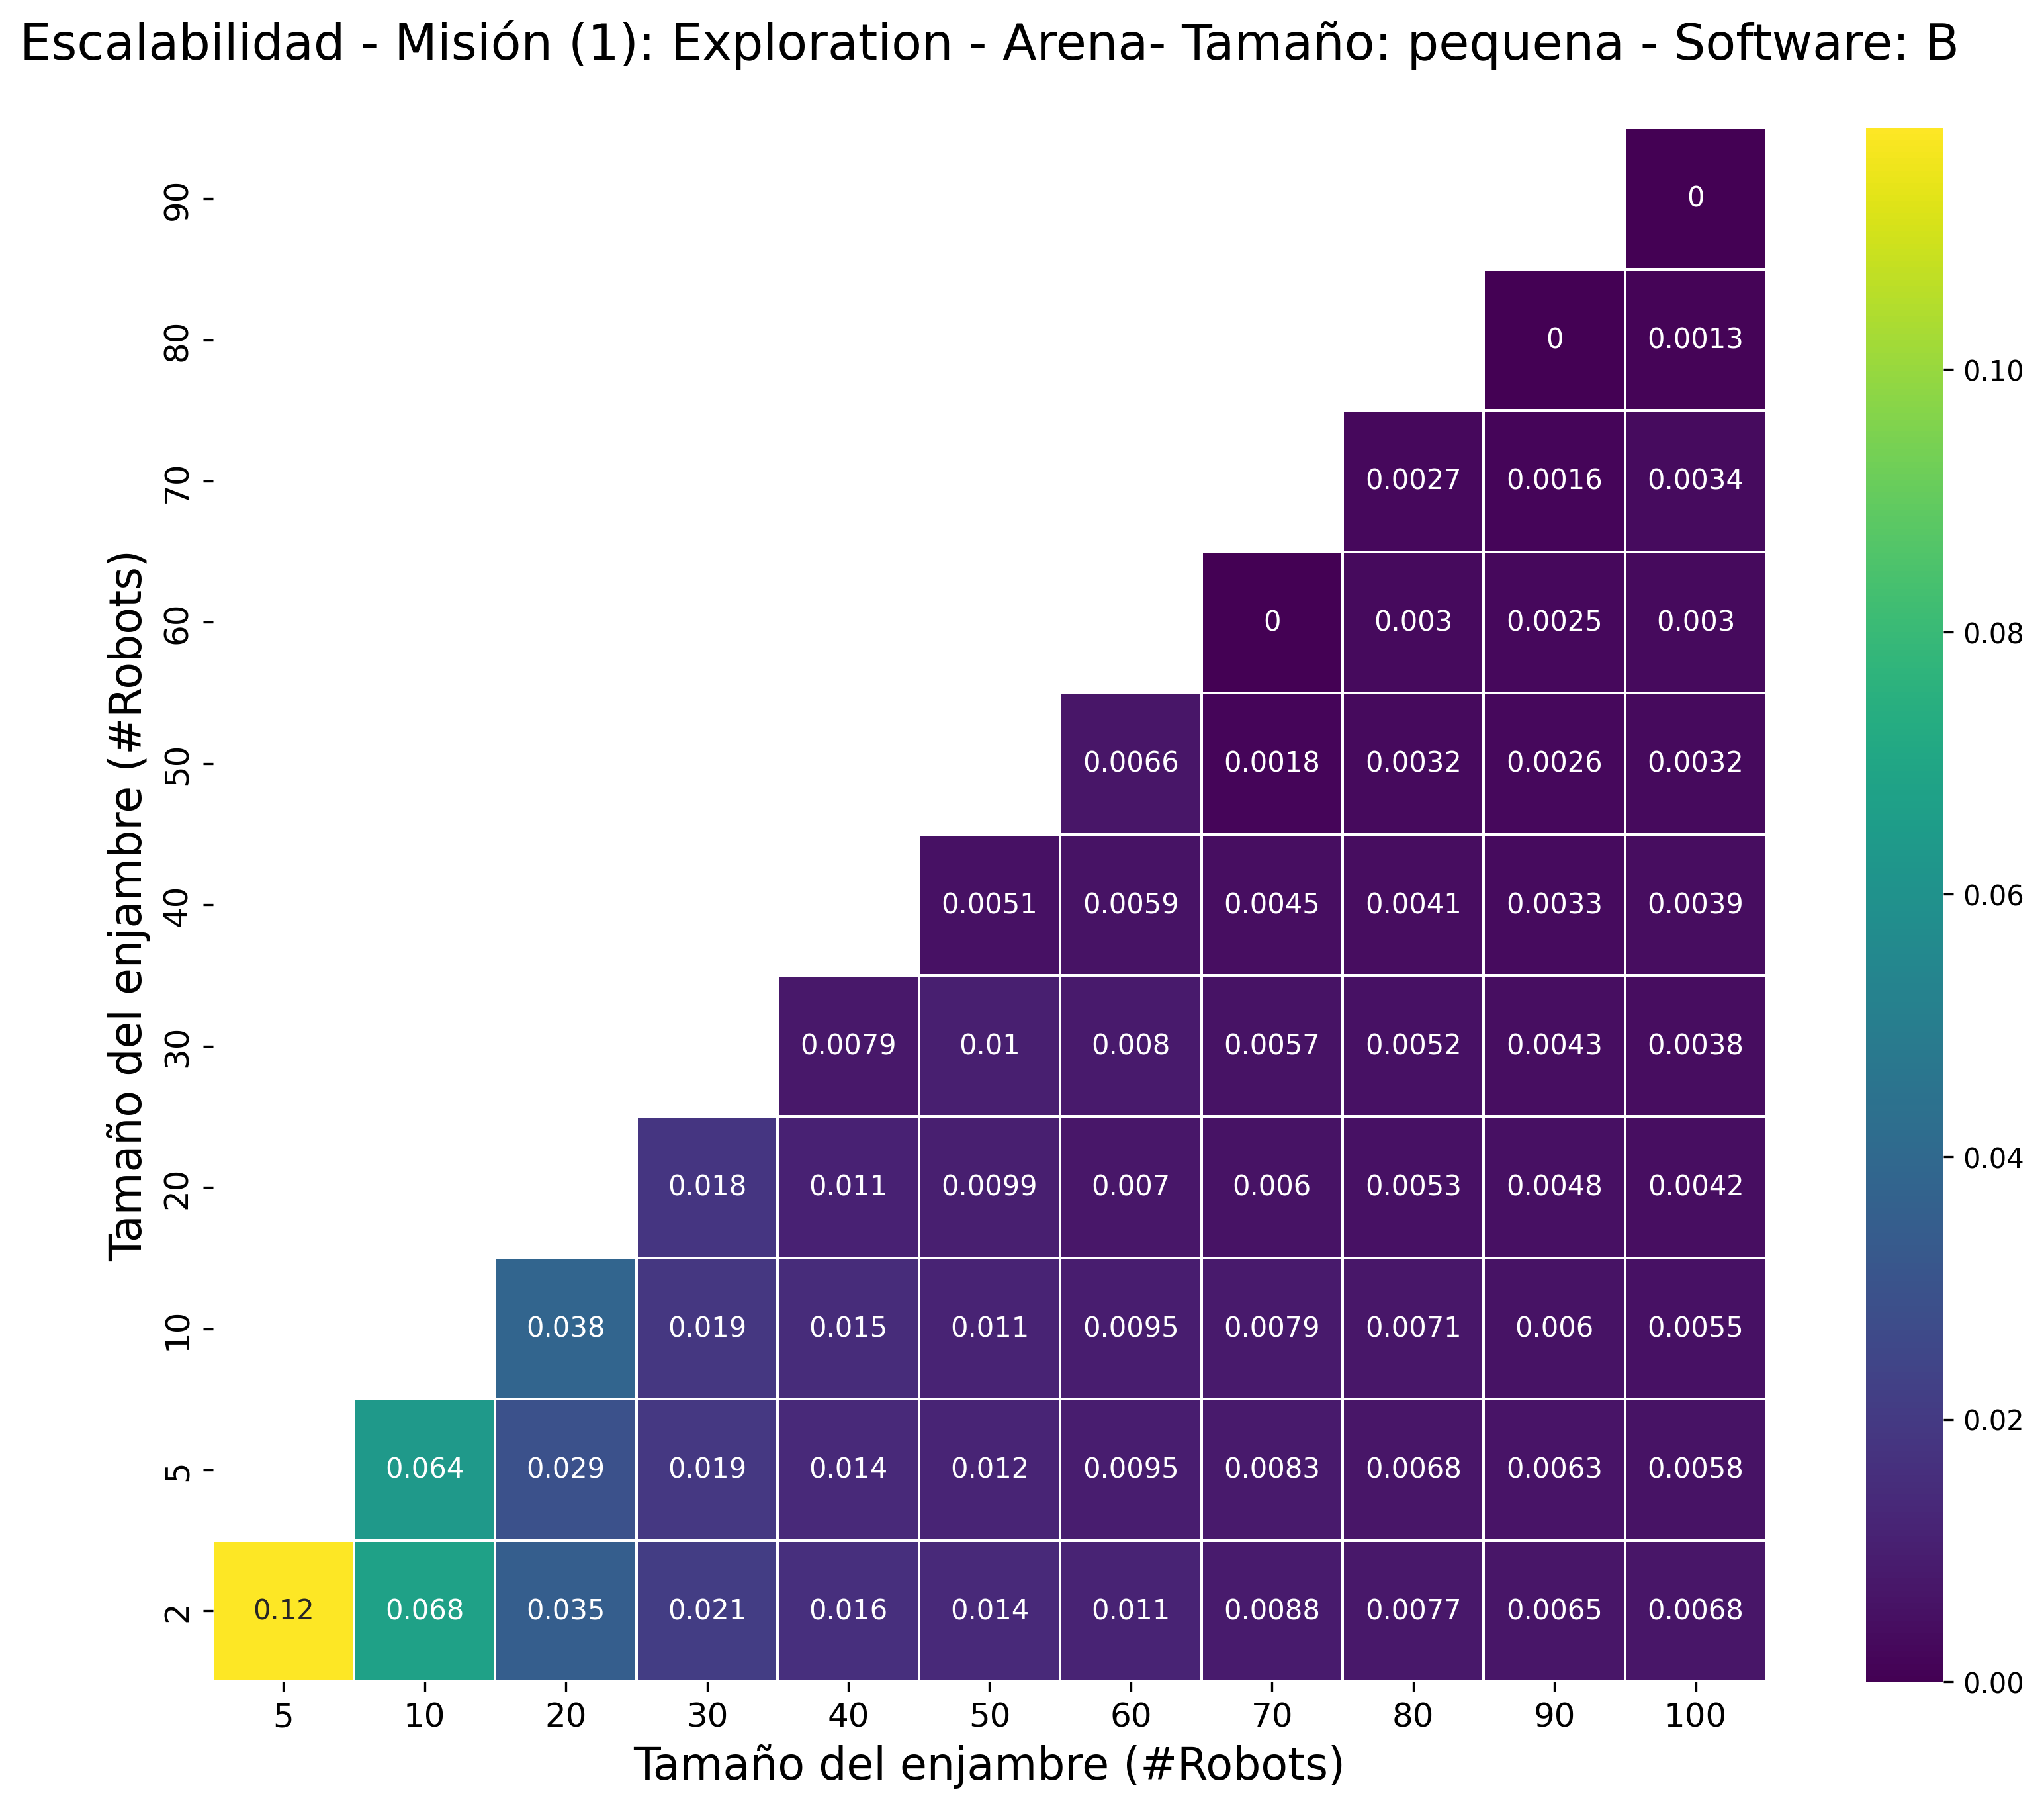 Escalabilidad - Misión (1): Exploration - Arena- Tamaño: pequena - Software: B
Tamaño del enjambre (#Robots)
90 0
80 0 0.0013
70 0.0027 0.0016 0.0034
60 0 0.003 0.0025 0.003
50 0.0066 0.0018 0.0032 0.0026 0.0032
40 0.0051 0.0059 0.0045 0.0041 0.0033 0.0039
30 0.0079 0.01 0.008 0.0057 0.0052 0.0043 0.0038
20 0.018 0.011 0.0099 0.007 0.006 0.0053 0.0048 0.0042
10 0.038 0.019 0.015 0.011 0.0095 0.0079 0.0071 0.006 0.0055
5 0.064 0.029 0.019 0.014 0.012 0.0095 0.0083 0.0068 0.0063 0.0058
2 0.12 0.068 0.035 0.021 0.016 0.014 0.011 0.0088 0.0077 0.0065 0.0068
5 10 20 30 40 50 60 70 80 90 100
Tamaño del enjambre (#Robots)
0.10
0.08
0.06
0.04
0.02
0.00